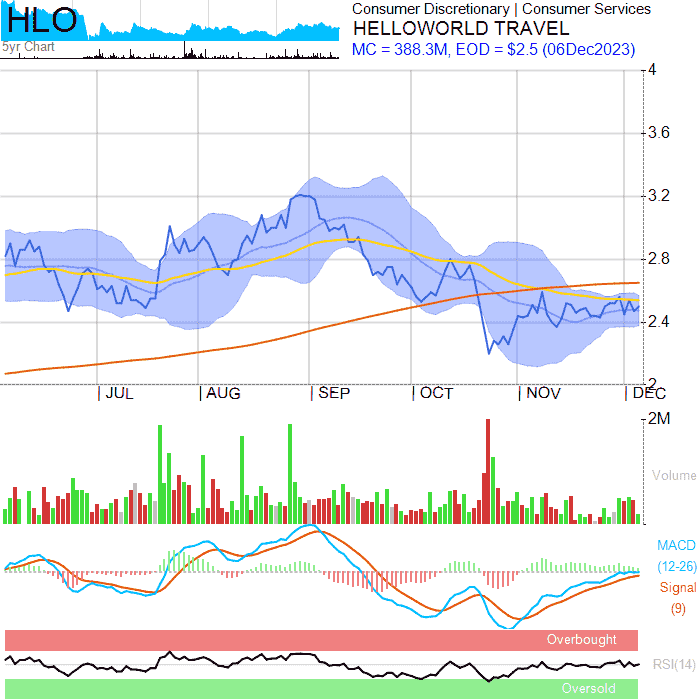 HLO
5yr Chart
Consumer Discretionary | Consumer Services
HELLOWORLD TRAVEL
MC = 388.3M, EOD = $2.5 (06Dec2023)
4
3.6
3.2
2.8
2.4
2
JUL
AUG
SEP
OCT
NOV
DEC
2M
Volume
MACD
(12-26)
Signal
(9)
Overbought
RSI(14)
Oversold